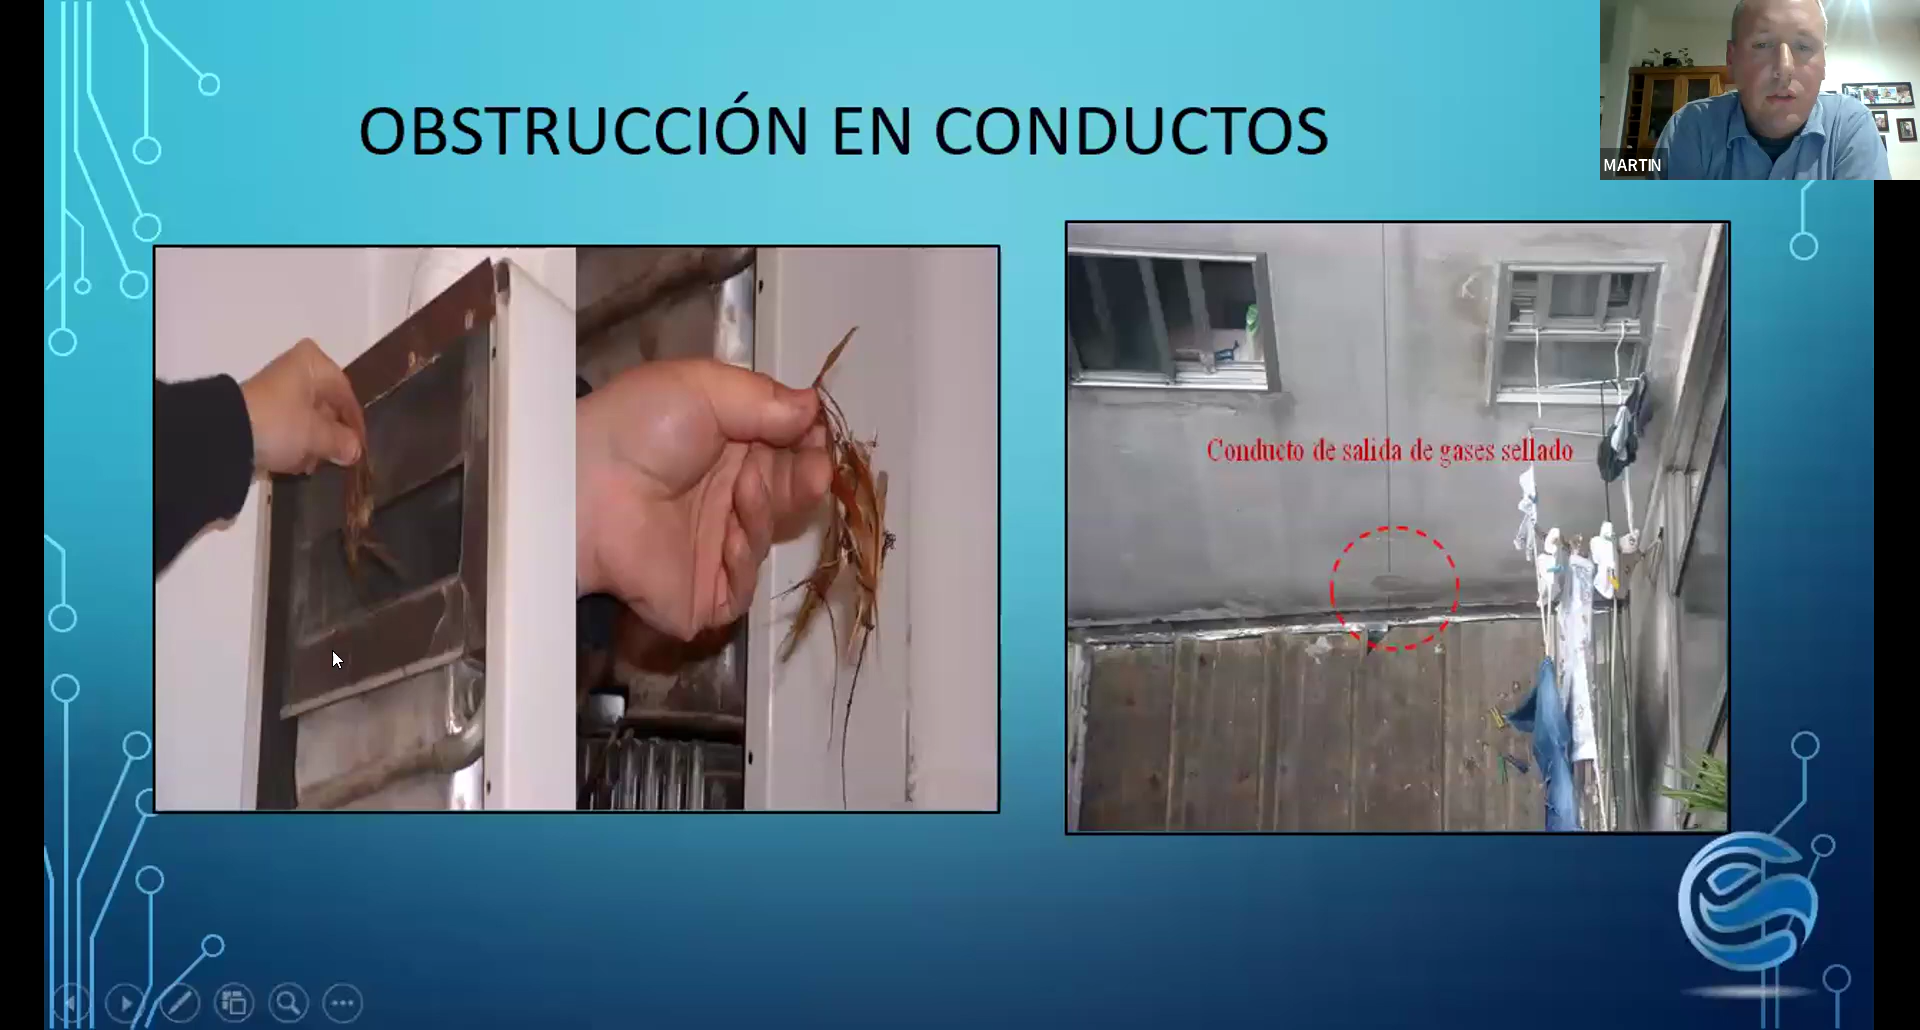 OBSTRUCCIÓN EN CONDUCTOS
MARTIN
Conducto de salida de gases sellado